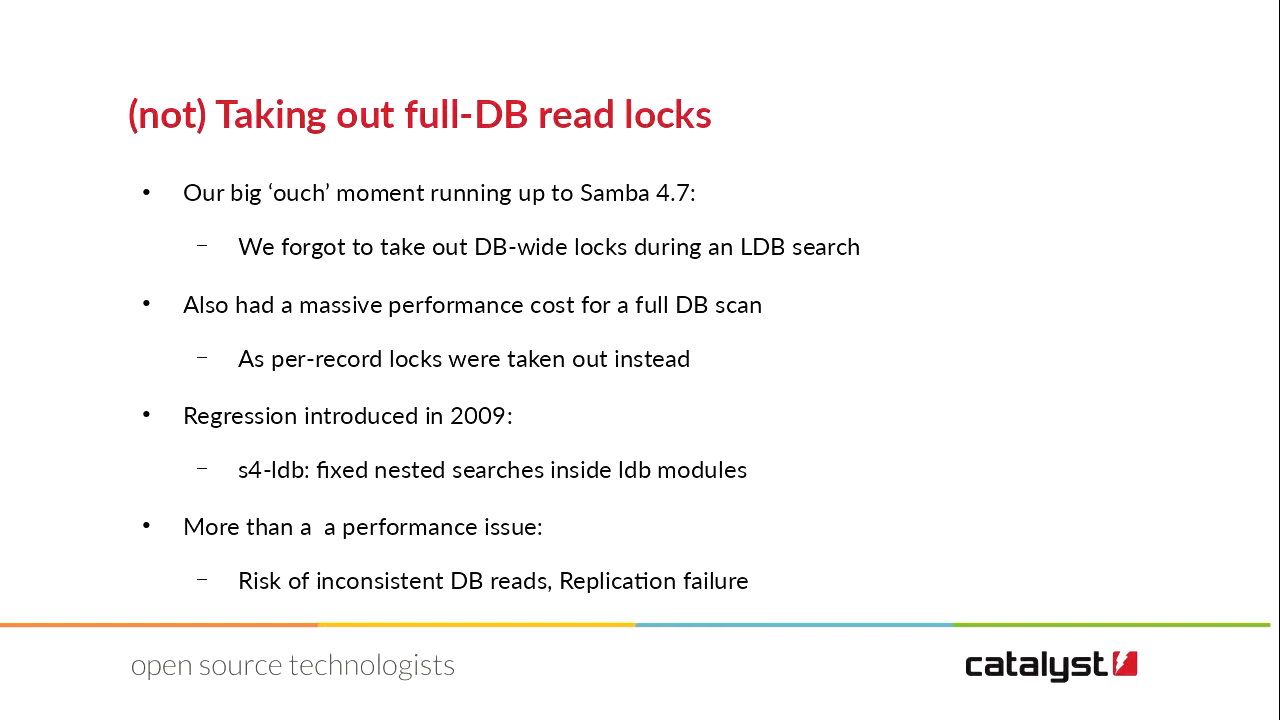 (not) Taking out full-DB read locks
• Our big ‘ouch’ moment running up to Samba 4.7:
– We forgot to take out DB-wide locks during an LDB search
• Also had a massive performance cost for a full DB scan
– As per-record locks were taken out instead
• Regression introduced in 2009:
– s4-ldb: fixed nested searches inside ldb modules
• More than a  a performance issue:
– Risk of inconsistent DB reads, Replication failure
open source technologists
catalyst